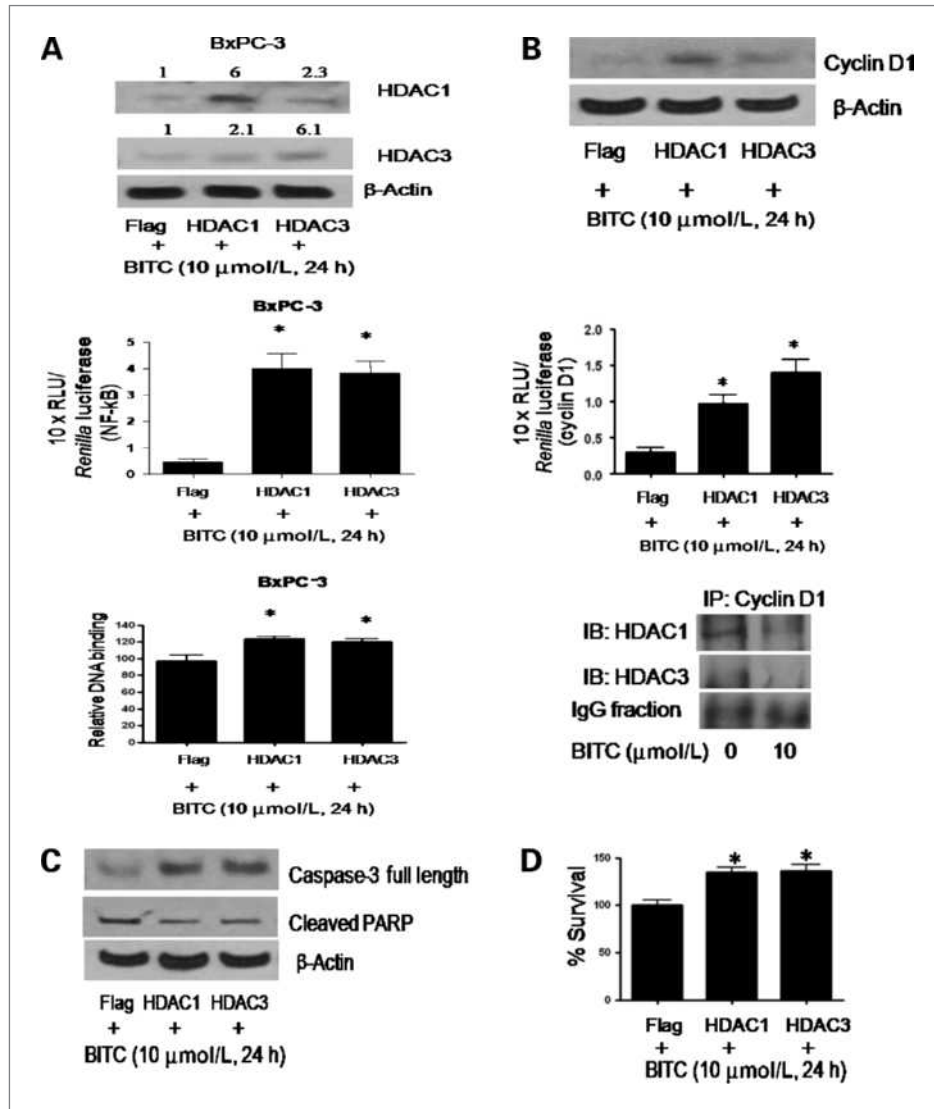 A
BxPC-3
1 6 2.3
HDAC1
1 2.1 6.1
HDAC3
β-Actin
Flag HDAC1 HDAC3
+ + +
BITC (10 μmol/L, 24 h)
BxPC-3
10 x RLU/
Renilla luciferase
(NF-kB)
5
4
3
2
1
0
* *
Flag HDAC1 HDAC3
+ + +
BITC (10 μmol/L, 24 h)
BxPC-3
Relative DNA binding
140
120
100
80
60
40
20
0
* *
Flag HDAC1 HDAC3
+ + +
BITC (10 μmol/L, 24 h)
B
Cyclin D1
β-Actin
Flag HDAC1 HDAC3
+ + +
BITC (10 μmol/L, 24 h)
10 x RLU/
Renilla luciferase
(cyclin D1)
2.0
1.5
1.0
0.5
0.0
* *
Flag HDAC1 HDAC3
+ + +
BITC (10 μmol/L, 24 h)
IP: Cyclin D1
IB: HDAC1
IB: HDAC3
IgG fraction
BITC (μmol/L) 0 10
C
Caspase-3 full length
Cleaved PARP
β-Actin
Flag HDAC1 HDAC3
+ + +
BITC (10 μmol/L, 24 h)
D
% Survival
150
100
50
0
* *
Flag HDAC1 HDAC3
+ + +
BITC (10 μmol/L, 24 h)